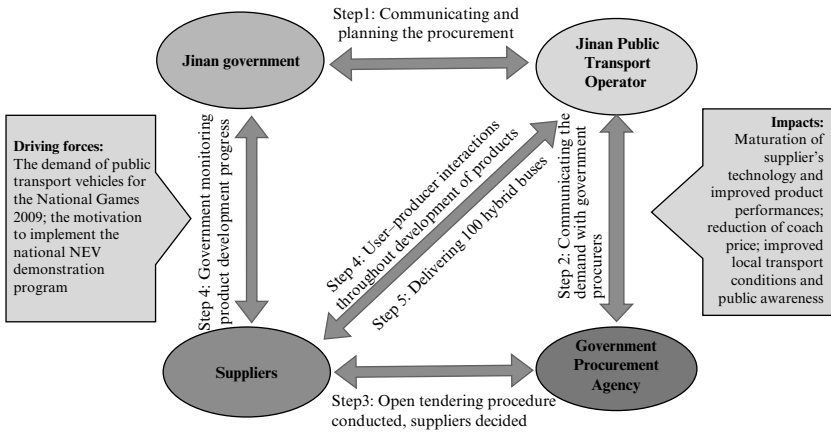 Step1: Communicating and
planning the procurement
Jinan government
Jinan Public
Transport
Operator
Driving forces:
The demand of public
transport vehicles for
the National Games
2009; the motivation
to implement the
national NEV
demonstration
program
Step 4: Government monitoring
product development progress
Step 4: User–producer interactions
throughout development of products
Step 5: Delivering 100 hybrid buses
Step 2: Communicating the
demand with government
procurers
Impacts:
Maturation of
supplier's
technology and
improved product
performances;
reduction of coach
price; improved
local transport
conditions and
public awareness
Suppliers
Government
Procurement
Agency
Step3: Open tendering procedure
conducted, suppliers decided